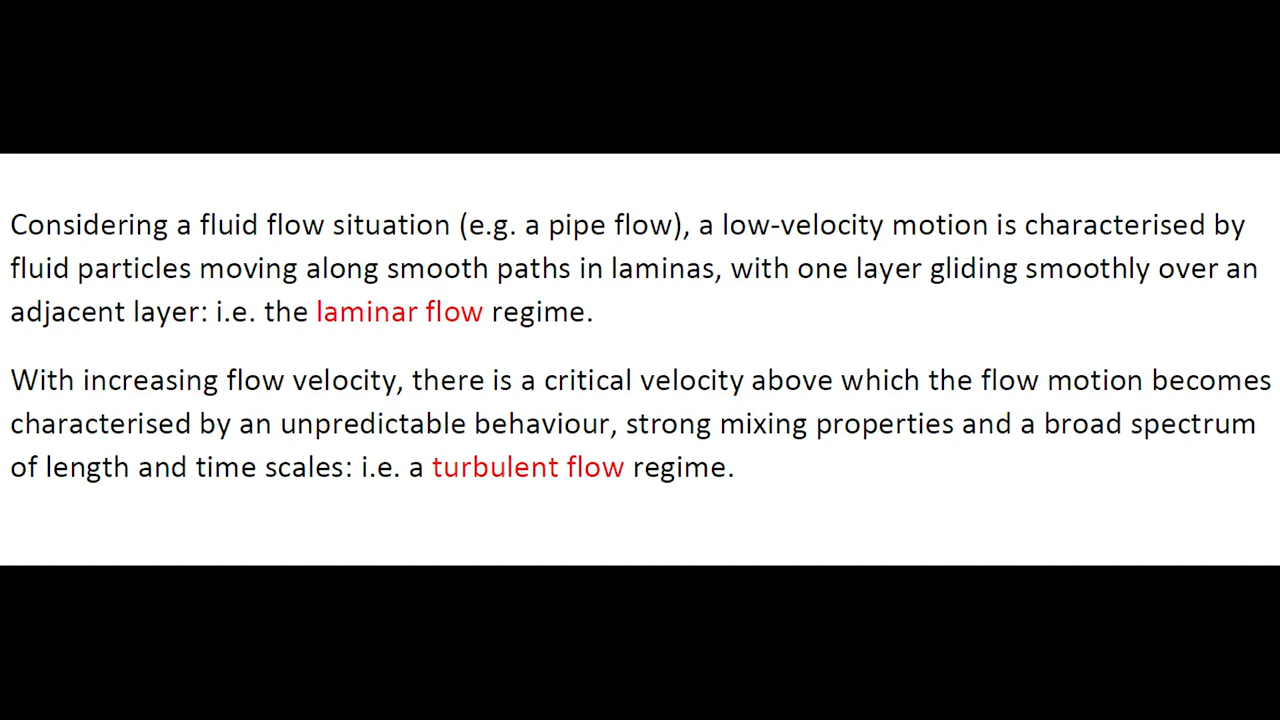 Considering a fluid flow situation (e.g. a pipe flow), a low-velocity motion is characterised by
fluid particles moving along smooth paths in laminas, with one layer gliding smoothly over an
adjacent layer: i.e. the laminar flow regime.
With increasing flow velocity, there is a critical velocity above which the flow motion becomes
characterised by an unpredictable behaviour, strong mixing properties and a broad spectrum
of length and time scales: i.e. a turbulent flow regime.